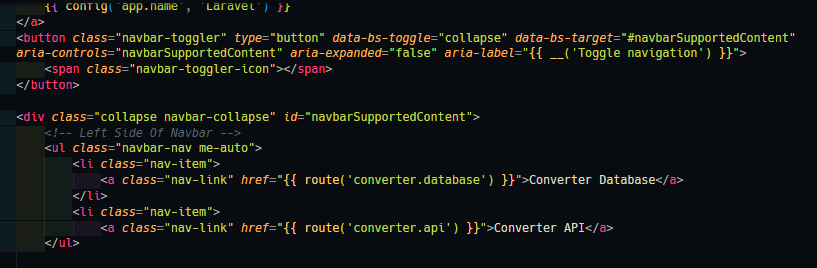 {{ config('app.name', 'Laravel') }}
</a>
<button class="navbar-toggler" type="button" data-bs-toggle="collapse" data-bs-target="#navbarSupportedContent"
aria-controls="navbarSupportedContent" aria-expanded="false" aria-label="{{ __('Toggle navigation') }}">
<span class="navbar-toggler-icon"></span>
</button>
<div class="collapse navbar-collapse" id="navbarSupportedContent">
<!-- Left Side Of Navbar -->
<ul class="navbar-nav me-auto">
<li class="nav-item">
<a class="nav-link" href="{{ route('converter.database') }}">Converter Database</a>
</li>
<li class="nav-item">
<a class="nav-link" href="{{ route('converter.api') }}">Converter API</a>
</ul>